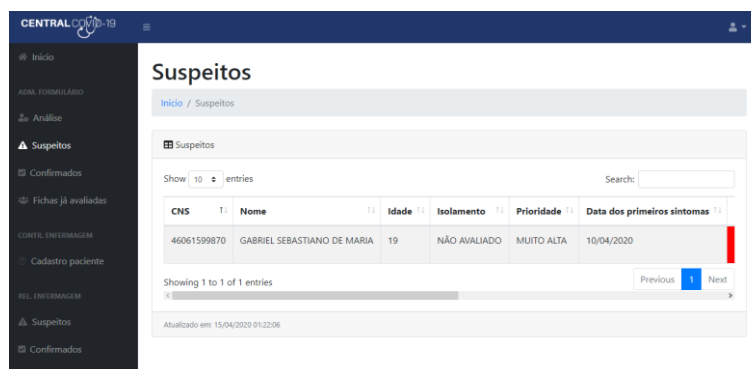 CENTRAL COVID-19
Inicio
ADM. FORMULÁRIO
Análise
Suspeitos
Confirmados
Fichas já avaliadas
CONTR. ENFERMAGEM
Cadastro paciente
REL. ENFERMAGEM
Suspeitos
Confirmados
Suspeitos
Inicio / Suspeitos
Suspeitos
Show 10 entries
Search:
CNS Nome Idade Isolamento Prioridade Data dos primeiros sintomas
46061599870 GABRIEL SEBASTIANO DE MARIA 19 NÃO AVALIADO MUITO ALTA 10/04/2020
Showing 1 to 1 of 1 entries
Previous 1 Next
Atualizado em: 15/04/2020 01:22:06